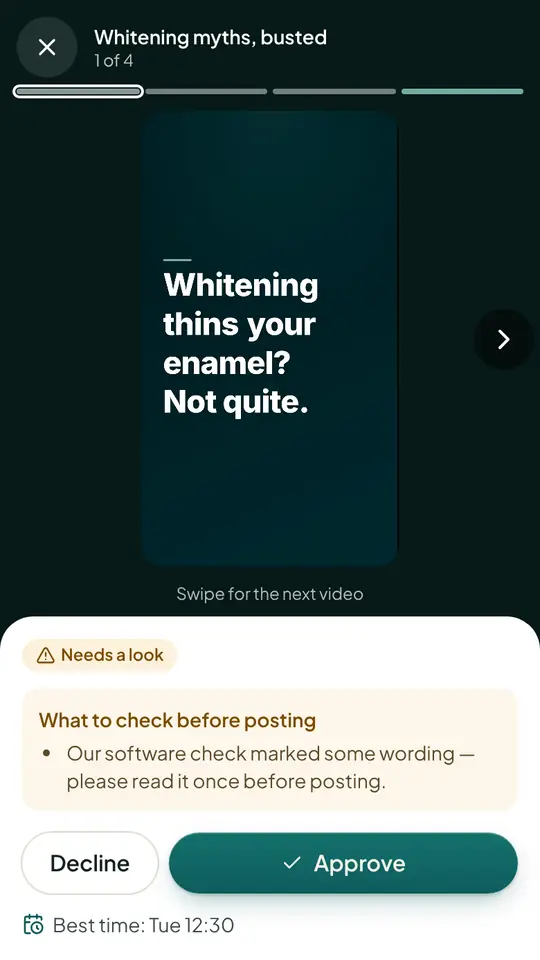 Whitening myths, busted
1 of 4
Whitening
thins your
enamel?
Not quite.
Swipe for the next video
Needs a look
What to check before posting
• Our software check marked some wording —
please read it once before posting.
Decline
Approve
Best time: Tue 12:30